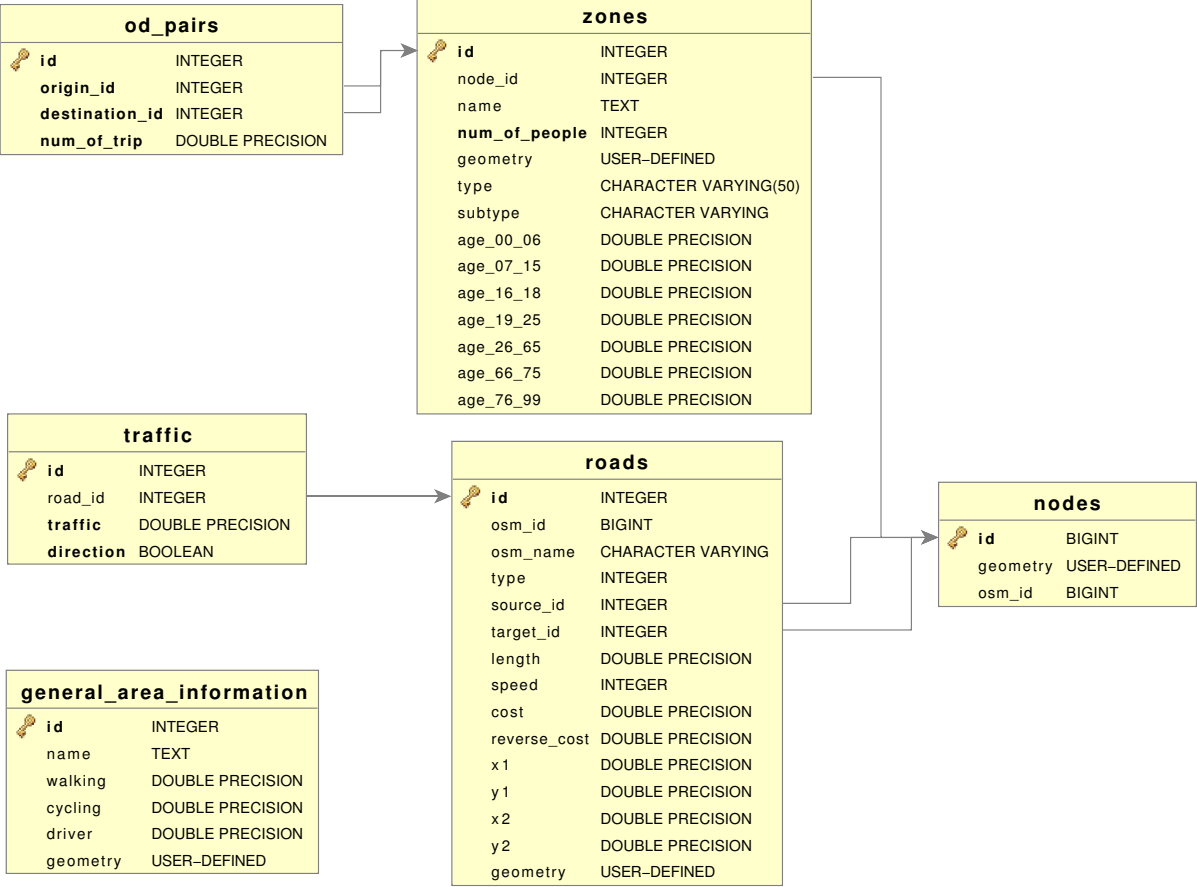 od_pairs
id INTEGER
origin_id INTEGER
destination_id INTEGER
num_of_trip DOUBLE PRECISION
zones
id INTEGER
node_id INTEGER
name TEXT
num_of_people INTEGER
geometry USER−DEFINED
type CHARACTER VARYING(50)
subtype CHARACTER VARYING
age_00_06 DOUBLE PRECISION
age_07_15 DOUBLE PRECISION
age_16_18 DOUBLE PRECISION
age_19_25 DOUBLE PRECISION
age_26_65 DOUBLE PRECISION
age_66_75 DOUBLE PRECISION
age_76_99 DOUBLE PRECISION
traffic
id INTEGER
road_id INTEGER
traffic DOUBLE PRECISION
direction BOOLEAN
roads
id INTEGER
osm_id BIGINT
osm_name CHARACTER VARYING
type INTEGER
source_id INTEGER
target_id INTEGER
length DOUBLE PRECISION
speed INTEGER
cost DOUBLE PRECISION
reverse_cost DOUBLE PRECISION
x1 DOUBLE PRECISION
y1 DOUBLE PRECISION
x2 DOUBLE PRECISION
y2 DOUBLE PRECISION
geometry USER−DEFINED
nodes
id BIGINT
geometry USER−DEFINED
osm_id BIGINT
general_area_information
id INTEGER
name TEXT
walking DOUBLE PRECISION
cycling DOUBLE PRECISION
driver DOUBLE PRECISION
geometry USER−DEFINED